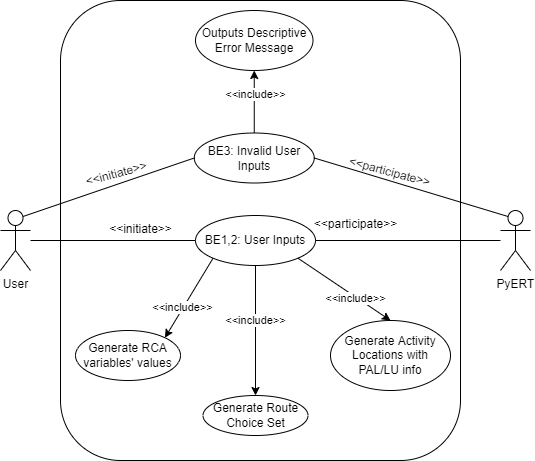 Outputs Descriptive
Error Message
<<include>>
BE3: Invalid User
Inputs
<<initiate>>
<<participate>>
<<initiate>>
BE1,2: User Inputs
<<participate>>
User
PyERT
<<include>>
<<include>>
<<include>>
Generate RCA
variables' values
Generate Activity
Locations with
PAL/LU info
Generate Route
Choice Set